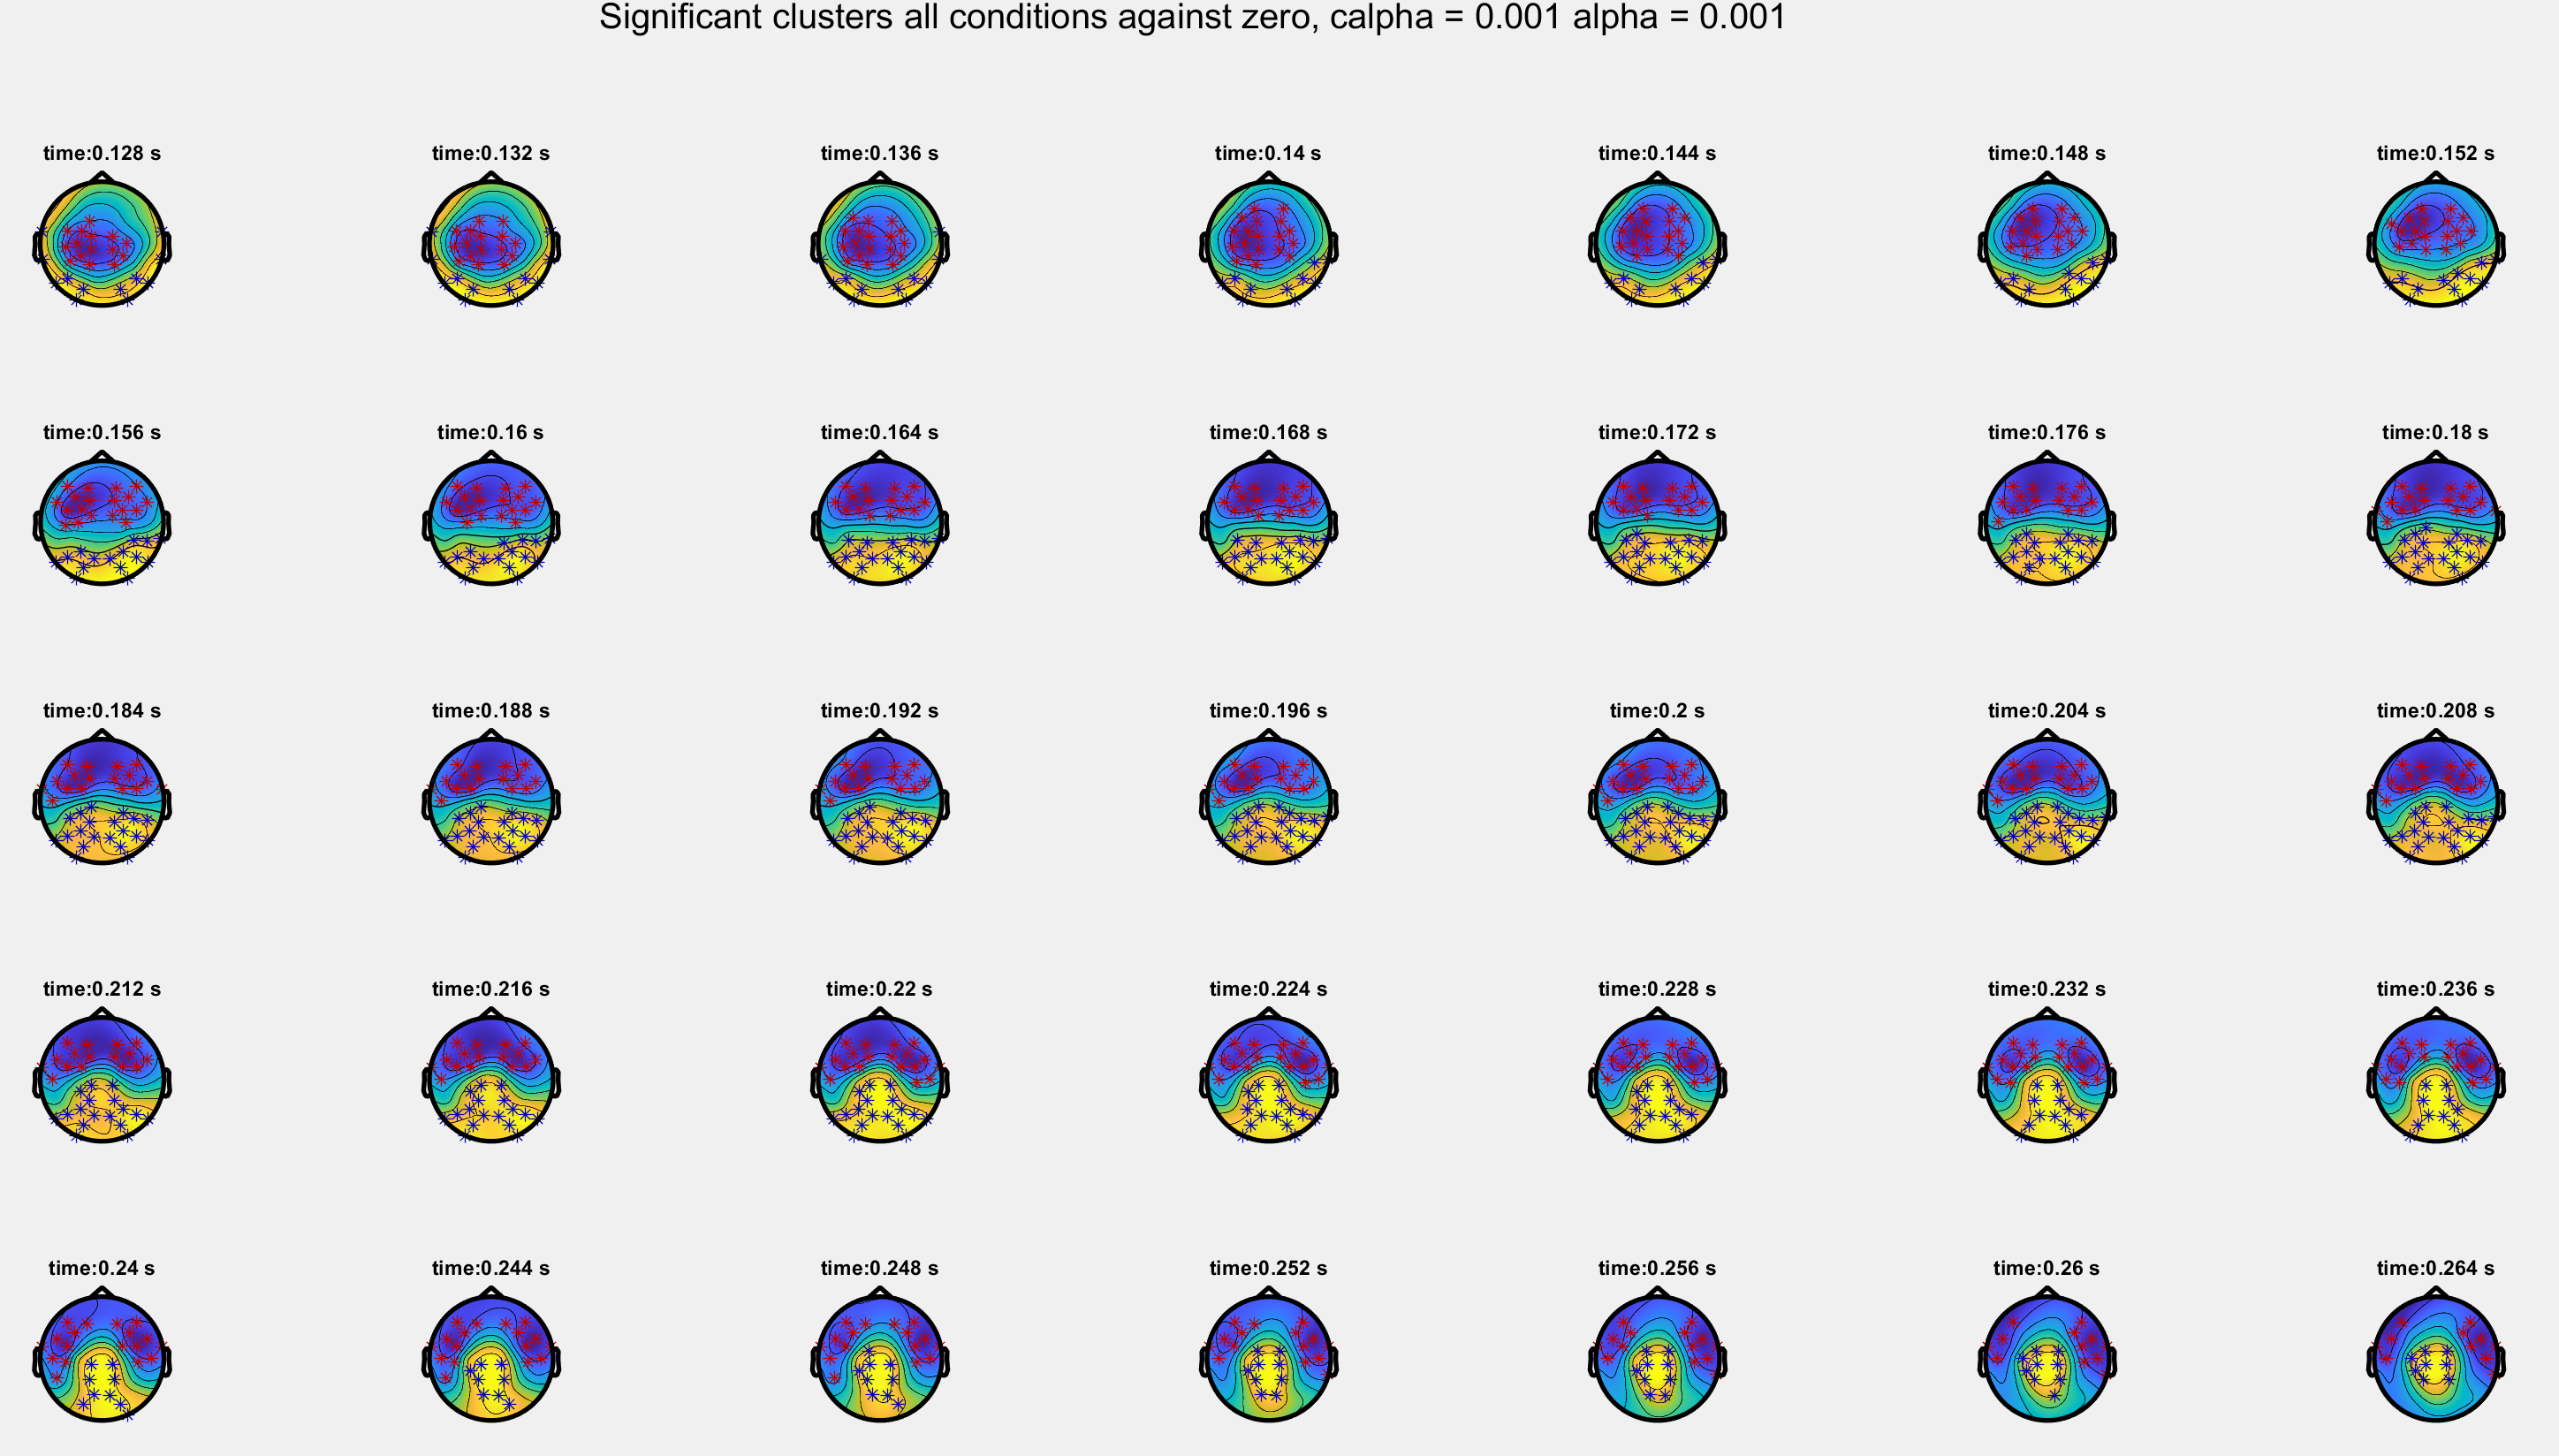 Significant clusters all conditions against zero, calpha = 0.001 alpha = 0.001
time:0.128 s
time:0.132 s
time:0.136 s
time:0.14 s
time:0.144 s
time:0.148 s
time:0.152 s
time:0.156 s
time:0.16 s
time:0.164 s
time:0.168 s
time:0.172 s
time:0.176 s
time:0.18 s
time:0.184 s
time:0.188 s
time:0.192 s
time:0.196 s
time:0.2 s
time:0.204 s
time:0.208 s
time:0.212 s
time:0.216 s
time:0.22 s
time:0.224 s
time:0.228 s
time:0.232 s
time:0.236 s
time:0.24 s
time:0.244 s
time:0.248 s
time:0.252 s
time:0.256 s
time:0.26 s
time:0.264 s